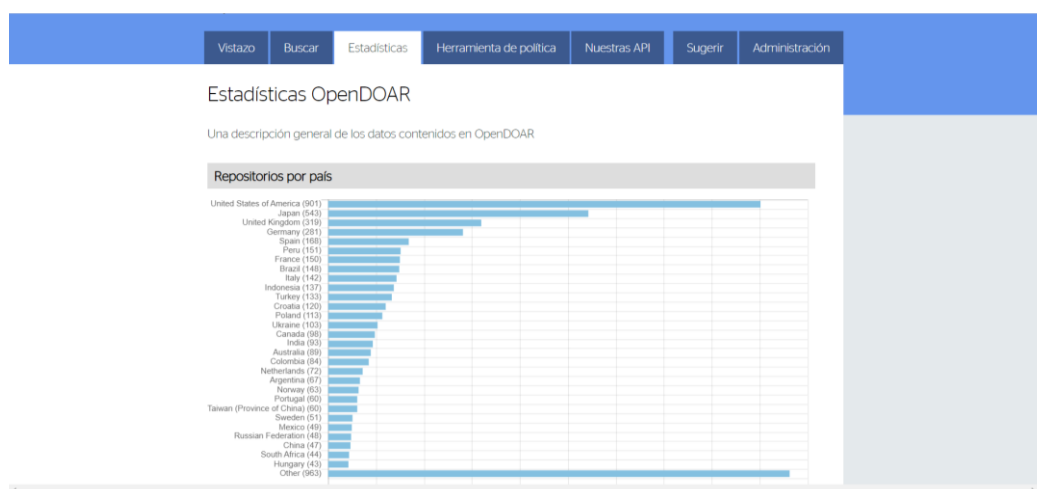 Vistazo Buscar Estadísticas Herramienta de política Nuestras API Sugerir Administración
Estadísticas OpenDOAR
Una descripción general de los datos contenidos en OpenDOAR
Repositorios por país
United States of America (901)
Japan (543)
United Kingdom (319)
Germany (281)
Spain (168)
Peru (151)
France (150)
Brazil (148)
Italy (142)
Indonesia (137)
Turkey (133)
Croatia (120)
Poland (113)
Ukraine (103)
Canada (98)
India (93)
Australia (89)
Colombia (84)
Netherlands (72)
Argentina (67)
Norway (63)
Portugal (60)
Taiwan (Province of China) (60)
Sweden (51)
Mexico (49)
Russian Federation (48)
China (47)
South Africa (44)
Hungary (43)
Other (963)